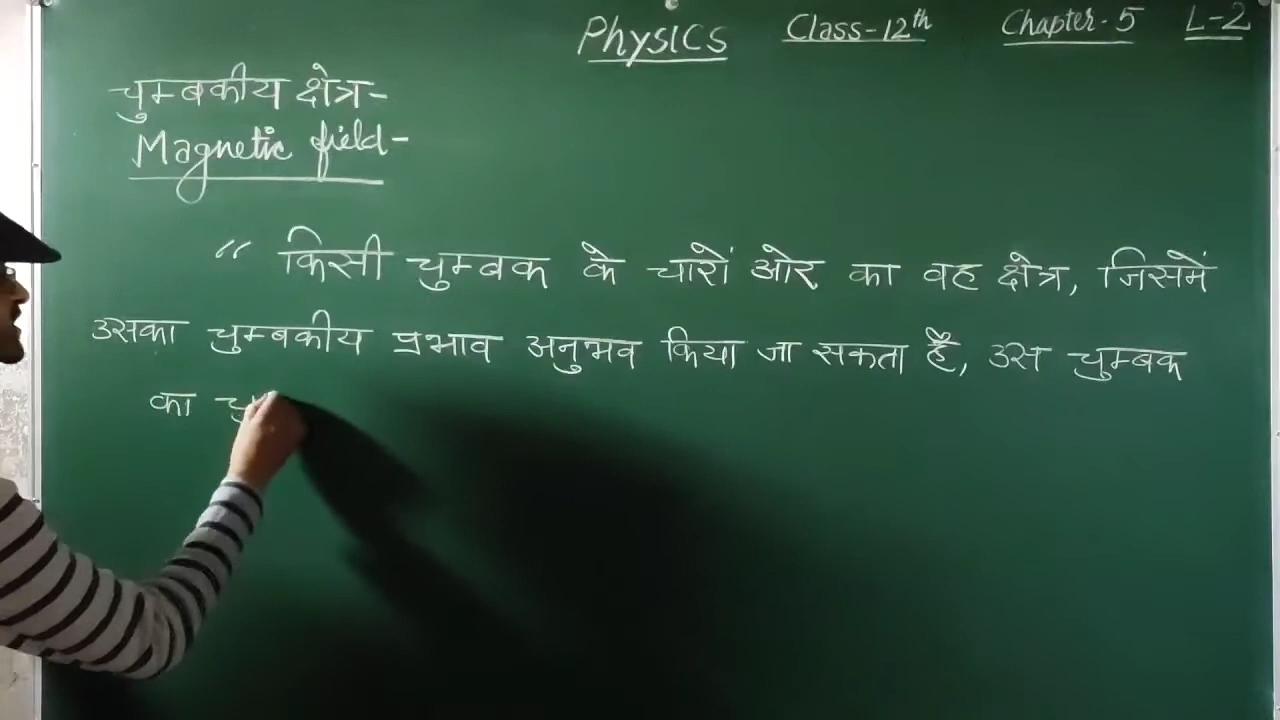 Physics Class-12th Chapter-5 L-2
चुम्बकीय क्षेत्र-
Magnetic field-
“ किसी चुम्बक के चारों ओर का वह क्षेत्र, जिसमें
उसका चुम्बकीय प्रभाव अनुभव किया जा सकता है, उस चुम्बक
का चु